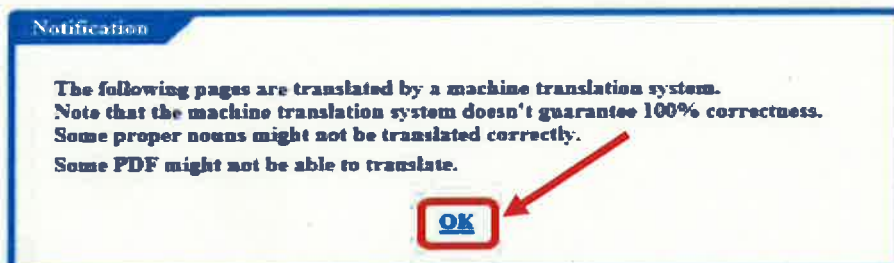 Notification
The following pages are translated by a machine translation system.
Note that the machine translation system doesn't guarantee 100% correctness.
Some proper nouns might not be translated correctly.
Some PDF might not be able to translate.
OK